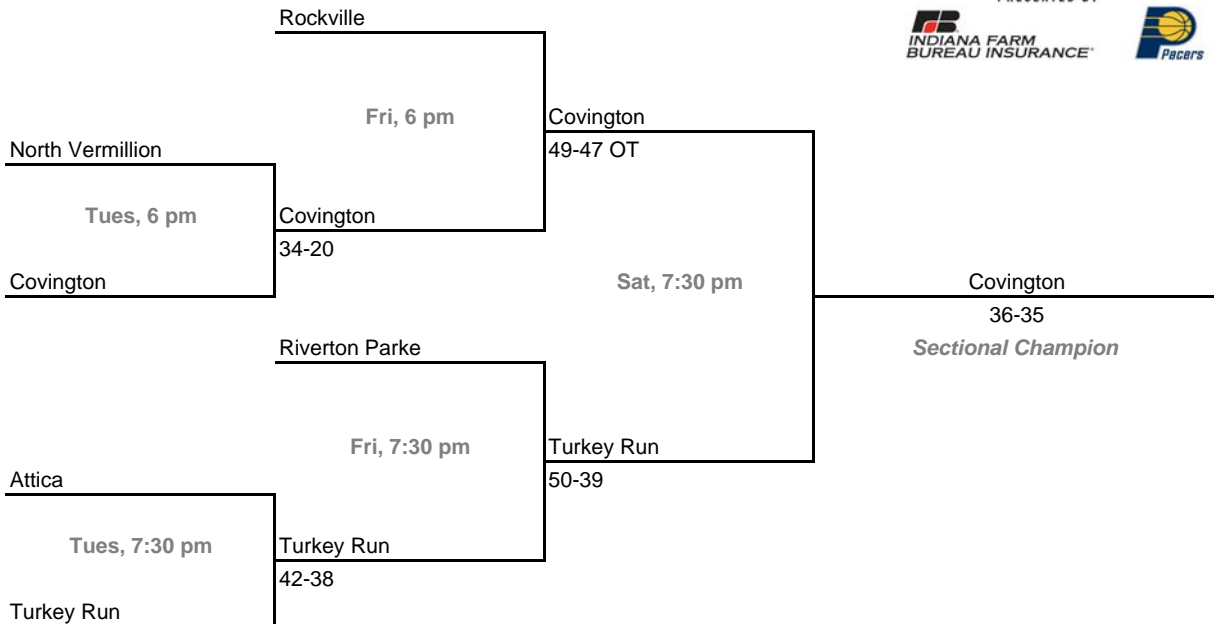 PRESENTED BY
Rockville
INDIANA FARM
BUREAU INSURANCE
Pacers
Fri, 6 pm
Covington
North Vermillion
49-47 OT
Tues, 6 pm
Covington
34-20
Covington
Sat, 7:30 pm
Covington
36-35
Riverton Parke
Sectional Champion
Fri, 7:30 pm
Turkey Run
Attica
50-39
Tues, 7:30 pm
Turkey Run
42-38
Turkey Run